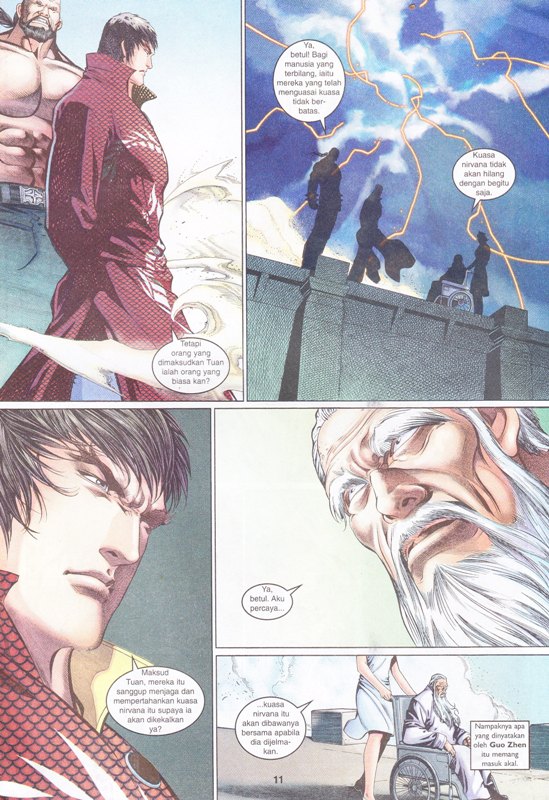 Tetapi
orang yang
dimaksudkan Tuan
ialah orang yang
biasa kan?
Ya,
betul! Bagi
manusia yang
terbilang, iaitu
mereka yang telah
menguasai kuasa
tidak ber-
batas.
Kuasa
nirvana tidak
akan hilang
dengan begitu
saja.
Maksud
Tuan, mereka itu
sanggup menjaga dan
mempertahankan kuasa
nirvana itu supaya ia
akan dikekalkan
ya?
Ya,
betul. Aku
percaya...
...kuasa
nirvana itu
akan dibawanya
bersama apabila
dia dijelma-
kan.
Nampaknya apa
yang dinyatakan
oleh Guo Zhen
itu memang
masuk akal.
11